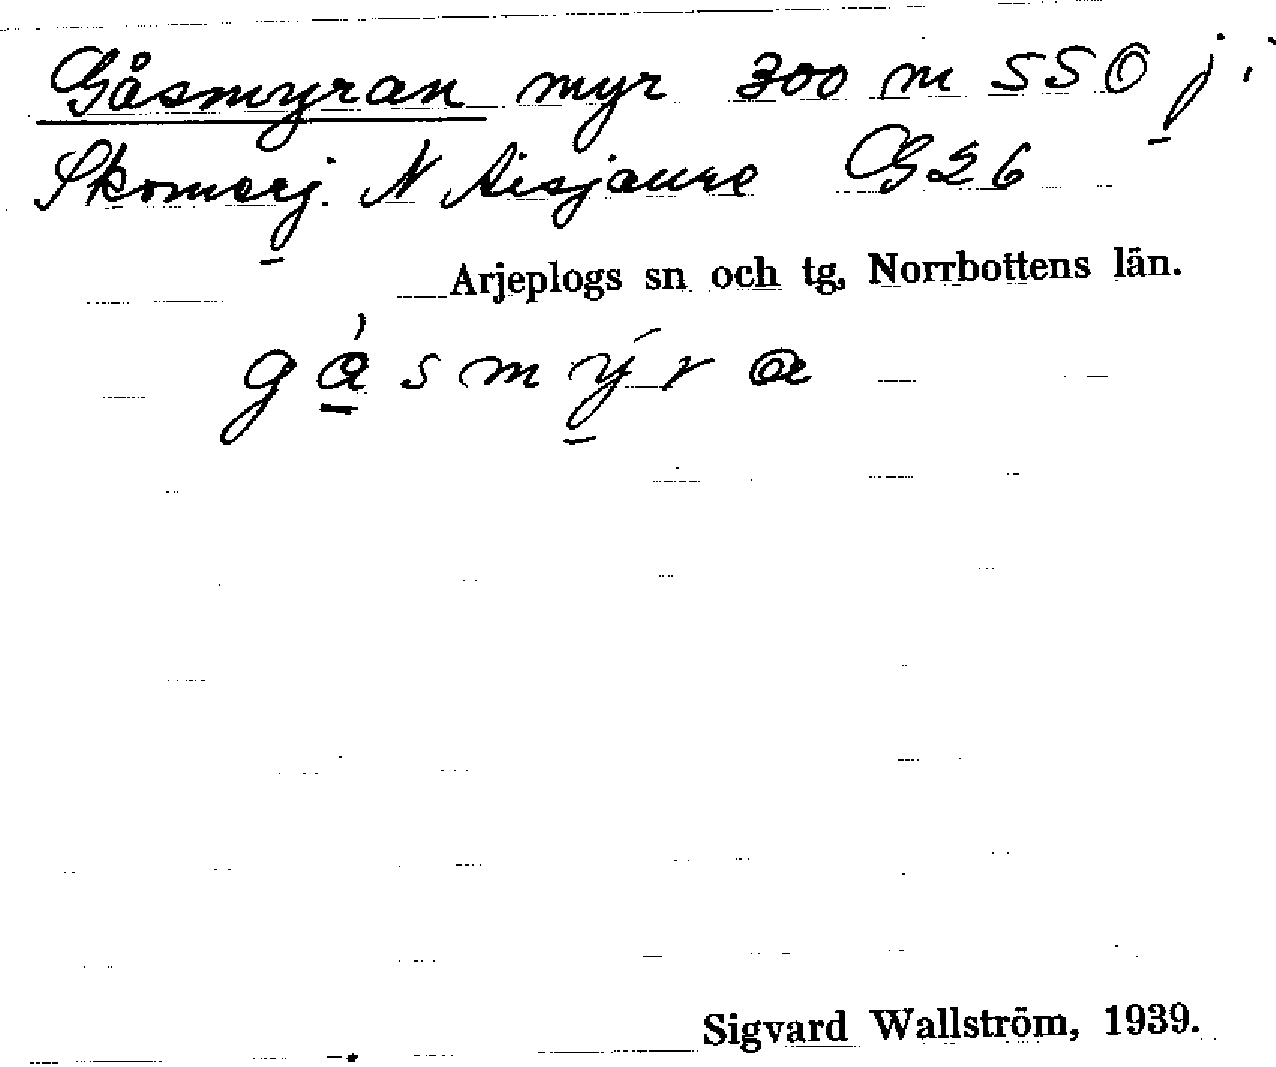 Gåsmyran myr 300 m SSO j.
Skomerj. N Aisjaure G26
Arjeplogs sn och tg, Norrbottens län.
gåsmýra
Sigvard Wallström, 1939.